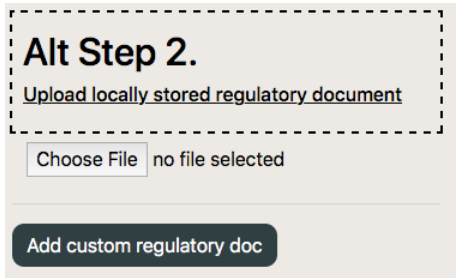 Alt Step 2.
Upload locally stored regulatory document
Choose File no file selected
Add custom regulatory doc